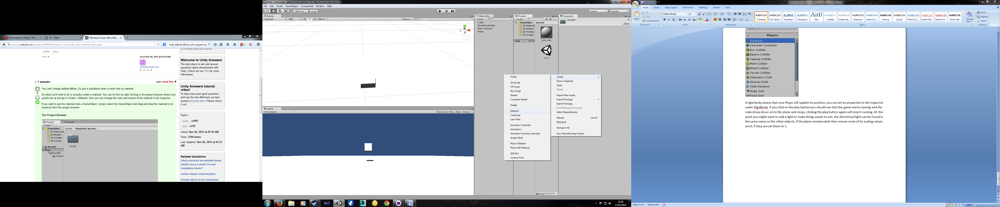 Quinnspiracy Theory: The ...
/f/ - Flash
Having an issue with unity ...
answers.unity3d.com/questions/569320/having-an-issue-with-unity-material-colors.html
unity default diffuse color greyed out
shader issue
more ▼
asked Nov 05, 2013 at 01:16 AM
mysticalchickenwing
2 ● 2 ● 3 ● 5
1 answer:
sort voted first ▼
1
You can't change default-diffuse, it's just a substitute when a mesh has no material.
So what you'll need to do is actually create a material. You can do this by right clicking in the project browser where your
assets are at and go to Create > Material. Now you can change the color and texture of the material in the inspector.
If you want to put the material onto a GameObject, simply select the GameObject and drag and drop the material to its
inspector from the project browser.
The Project Browser
Project
Console
Create
Favorites
All Materials
All Models
All Prefabs
All Scripts
Assets
Standard As
Scripts
Camer
Assets Standard Assets
Scripts
Answers and Comments
Welcome to Unity Answers
The best place to ask and answer
questions about development with
Unity. Check out our FAQ for more
information.
Unity Answers tutorial
video!
To help users post good questions
and use the site effectively we have
posted a tutorial video. Please check
it out.
Topics:
shader x3061
issue x239
asked: Nov 05, 2013 at 01:16 AM
Seen: 2794 times
Last Updated: Nov 05, 2013 at 01:31
AM
Related Questions
Which character encoding/file format
should I use in a shader to avoid
compilation issues?
Surface Shader rendering black
Strange effects of two transparent
Unity - scn1.unity - github_unity_tutorial - PC, Mac & Linux Standalone*
File Edit Assets GameObject Component Window Help
Pivot Local
Layers Layout
Scene
Textured RGB 2D Effects Gizmos All
Persp
Game
Free Aspect Maximize on Play Stats Gizmos
Hierarchy
Create All
Cube
Directional light
Main Camera
Plane
Project
Create
Favorites
All Material
All Models
All Prefabs
All Scripts
Assets
Assets
cube color
scn1
Asse
Inspector
Assets
Open
Folder
Javascript
C# Script
Boo Script
Shader
Compute Shader
Prefab
Material
Cubemap
Lens Flare
Animator Controller
Animation
Animator Override Controller
Avatar Mask
Physic Material
Physics2D Material
GUI Skin
Custom Font
Create
Show in Explorer
Open
Delete
Import New Asset...
Import Package
Export Package...
Find References In Scene
Select Dependencies
Refresh Ctrl+R
Reimport
Reimport All
Sync MonoDevelop Project
23:16
13/10/2014
Society tutorial - Unity and GitHub - Microsoft Word
Home Insert Page Layout References Mailings Review View
Paste
Cut
Copy
Format Painter
Clipboard
Calibri (Body) 11
Font
Paragraph
¶ Normal ¶ No Spaci... Heading 1 Heading 2 Title Subtitle Subtle Em... Emphasis Intense E... Strong Quote Intense Q... Subtle Ref... Intense R... Book Title
Change
Styles
Styles
Find
Replace
Select
Editing
Physics
Rigidbody
Character Controller
Box Collider
Sphere Collider
Capsule Collider
Mesh Collider
Wheel Collider
Terrain Collider
Interactive Cloth
Skinned Cloth
Cloth Renderer
Hinge Joint
Fixed Joint
A rigid body means that now Physx will update its position, you can set its properties in the inspector
under Rigidbody. If you click on the play button you should see that the game starts running and the
cube drops down on to the plane and stops, clicking the play button again will stop it running. At this
point you might want to add a light to make things easier to see, the directional light can be found in
the same menu as the other objects. If the plane remains dark then ensure none of its scaling values
are 0, if they are set them to 1.
Page: 7 of 7 Words: 812
120%